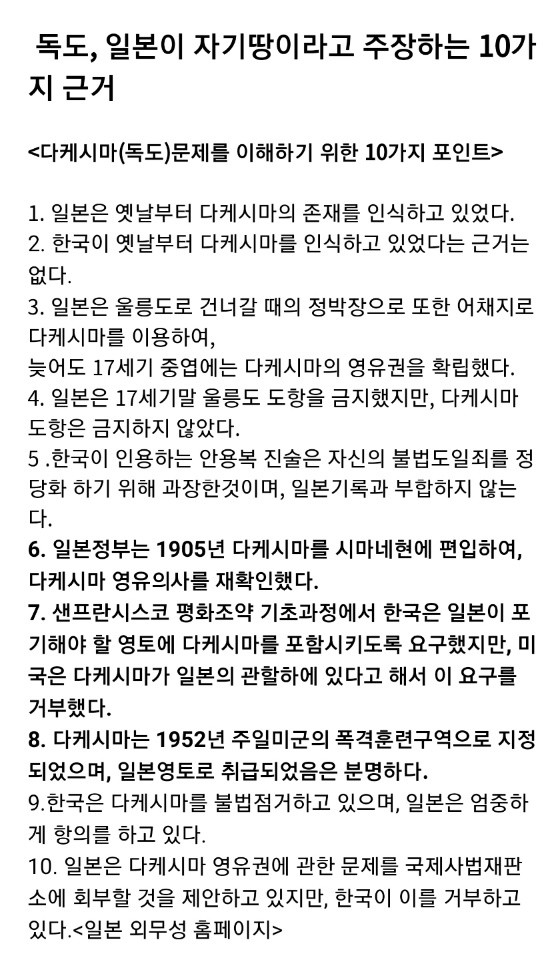 독도, 일본이 자기땅이라고 주장하는 10가
지 근거
<다케시마(독도)문제를 이해하기 위한 10가지 포인트>
1. 일본은 옛날부터 다케시마의 존재를 인식하고 있었다.
2. 한국이 옛날부터 다케시마를 인식하고 있었다는 근거는
없다.
3. 일본은 울릉도로 건너갈 때의 정박장으로 또한 어채지로
다케시마를 이용하여,
늦어도 17세기 중엽에는 다케시마의 영유권을 확립했다.
4. 일본은 17세기말 울릉도 도항을 금지했지만, 다케시마
도항은 금지하지 않았다.
5 .한국이 인용하는 안용복 진술은 자신의 불법도일죄를 정
당화 하기 위해 과장한것이며, 일본기록과 부합하지 않는
다.
6. 일본정부는 1905년 다케시마를 시마네현에 편입하여,
다케시마 영유의사를 재확인했다.
7. 샌프란시스코 평화조약 기초과정에서 한국은 일본이 포
기해야 할 영토에 다케시마를 포함시키도록 요구했지만, 미
국은 다케시마가 일본의 관할하에 있다고 해서 이 요구를
거부했다.
8. 다케시마는 1952년 주일미군의 폭격훈련구역으로 지정
되었으며, 일본영토로 취급되었음은 분명하다.
9.한국은 다케시마를 불법점거하고 있으며, 일본은 엄중하
게 항의를 하고 있다.
10. 일본은 다케시마 영유권에 관한 문제를 국제사법재판
소에 회부할 것을 제안하고 있지만, 한국이 이를 거부하고
있다.<일본 외무성 홈페이지>